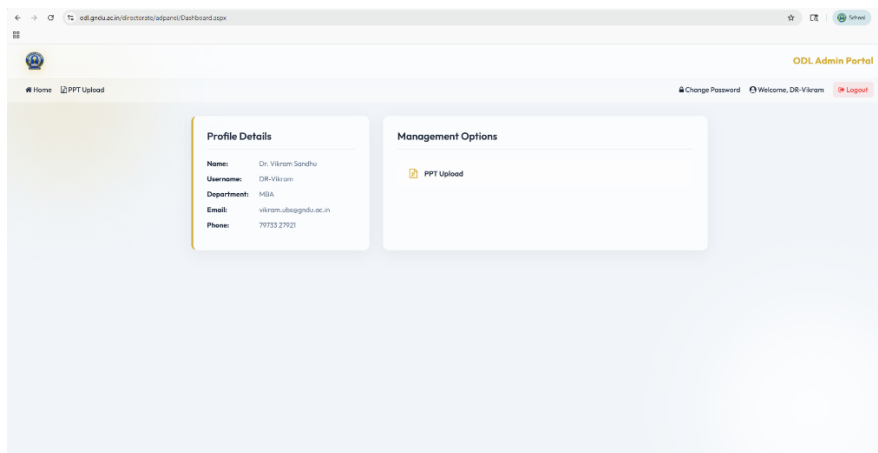 odl.gndu.ac.in/directorate/adpanel/Dashboard.aspx
School
ODL Admin Portal
Home PPT Upload Change Password Welcome, DR-Vikram Logout
Profile Details
Name: Dr. Vikram Sandhu
Username: DR-Vikram
Department: MBA
Email: vikram.ubs@gndu.ac.in
Phone: 79733 27921
Management Options
PPT Upload